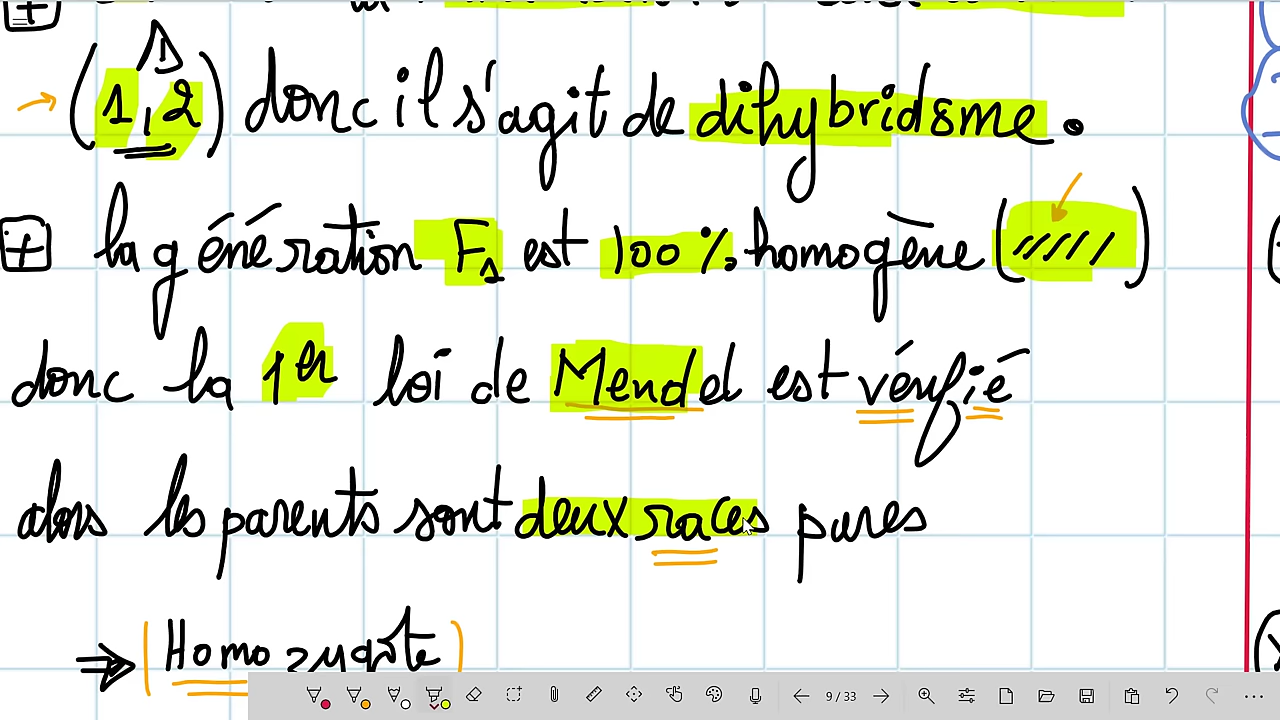 (1,2) donc il s'agit de dihybridisme.
+ la génération F1 est 100% homogène (/////)
donc la 1er loi de Mendel est vérifié
alors les parents sont deux races pures
⇒ (Homozygote)
9/33